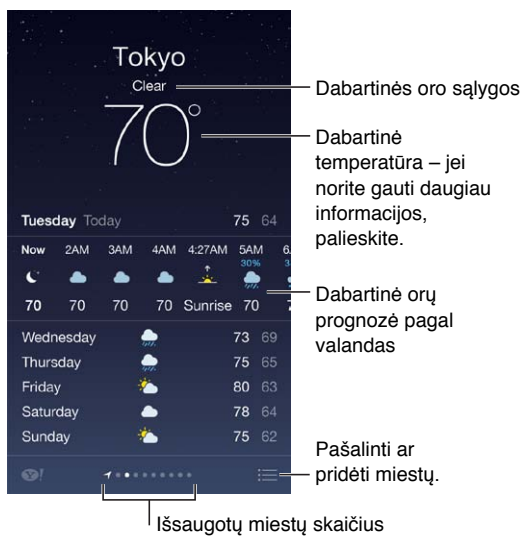 Tokyo
Clear
70°
Tuesday Today 75 64
Now 2AM 3AM 4AM 4:27AM 5AM 6
30% 3
70 70 70 70 Sunrise 70 7
Wednesday 73 69
Thursday 75 65
Friday 80 63
Saturday 78 64
Sunday 75 62
Y!
Dabartinės oro sąlygos
Dabartinė
temperatūra – jei
norite gauti daugiau
informacijos,
palieskite.
Dabartinė orų
prognozė pagal
valandas
Pašalinti ar
pridėti miestų.
Išsaugotų miestų skaičius